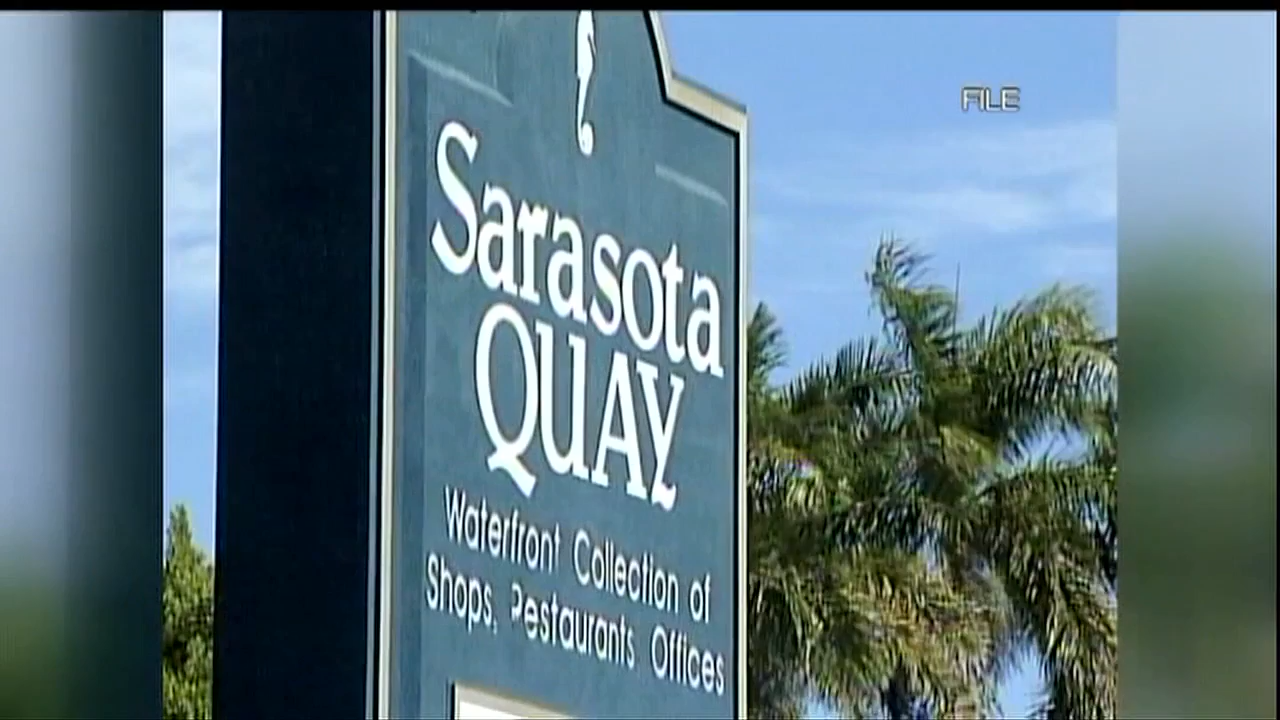 FILE
Sarasota
QUAY
Waterfront Collection of
Shops, Restaurants, Offices